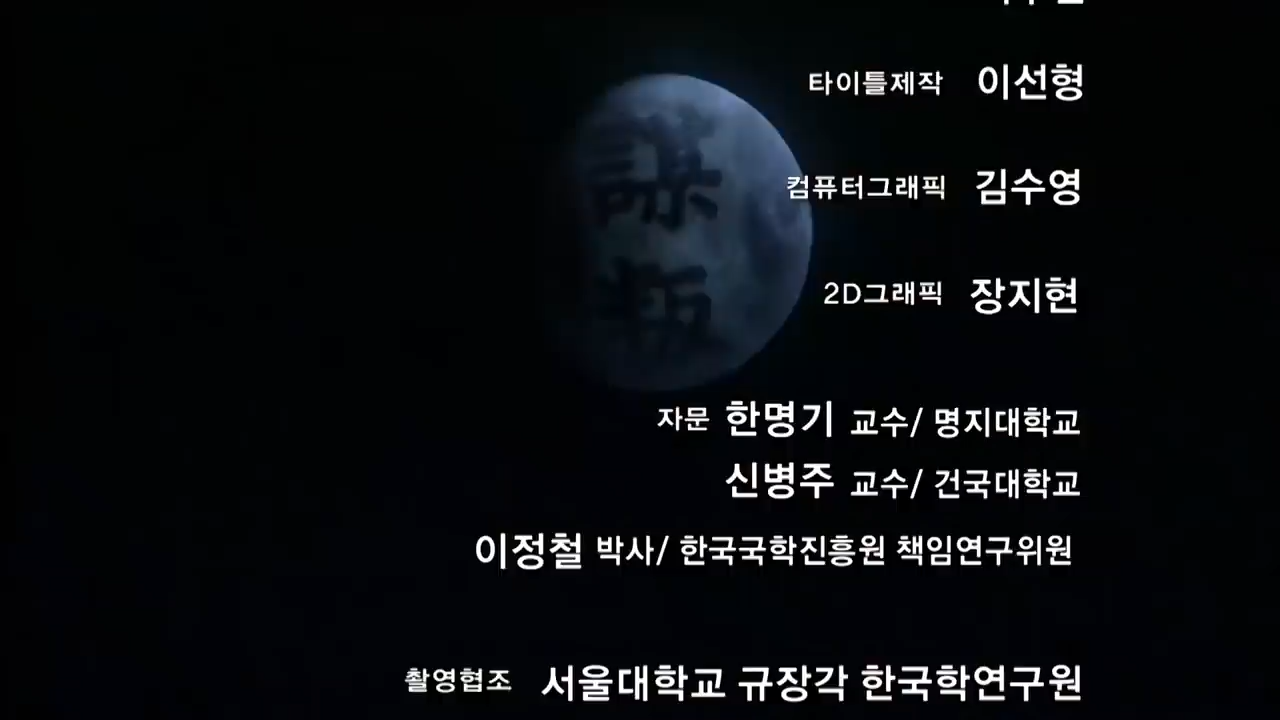 타이틀제작 이선형
컴퓨터그래픽 김수영
2D그래픽 장지현
자문 한명기 교수/ 명지대학교
신병주 교수/ 건국대학교
이정철 박사/ 한국국학진흥원 책임연구위원
촬영협조 서울대학교 규장각 한국학연구원